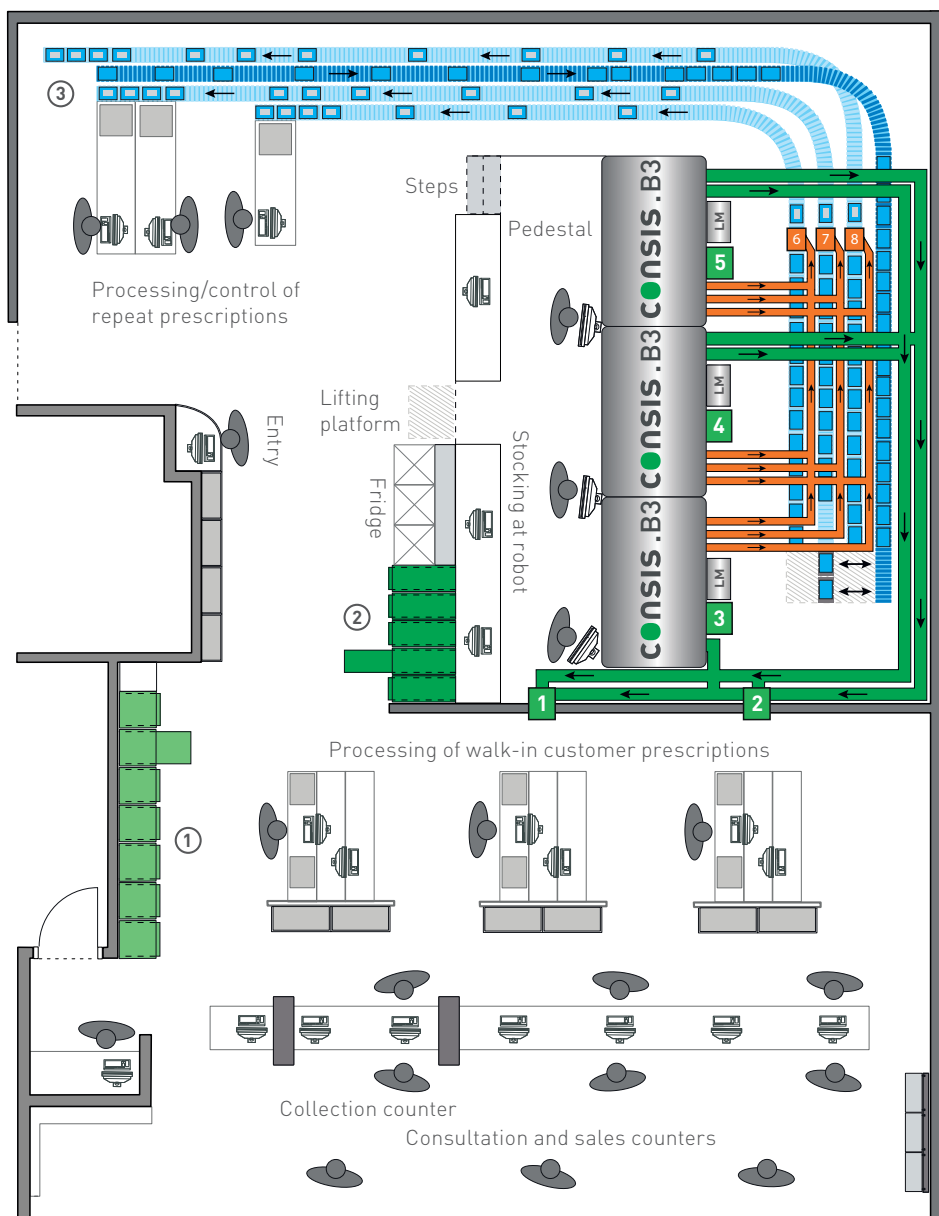 3
Steps
Pedestal
consis.B3
LM
5
6
7
8
Processing/control of
repeat prescriptions
consis.B3
LM
4
Lifting
platform
Entry
Fridge
Stocking at robot
consis.B3
LM
3
2
1
2
Processing of walk-in customer prescriptions
1
Collection counter
Consultation and sales counters